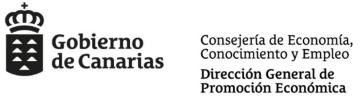 Gobierno
de Canarias
Consejería de Economía,
Conocimiento y Empleo
Dirección General de
Promoción Económica